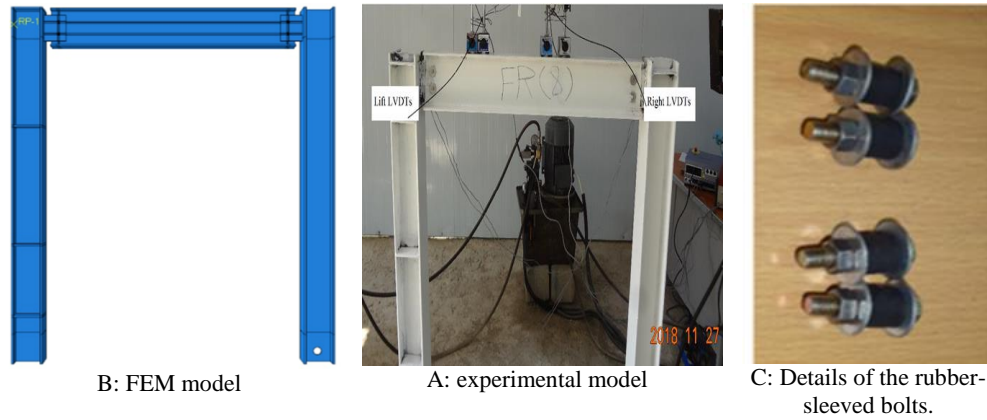 RP-1
FR(8)
Lift LVDTs
Right LVDTs
2018 11 27
B: FEM model
A: experimental model
C: Details of the rubber-
sleeved bolts.